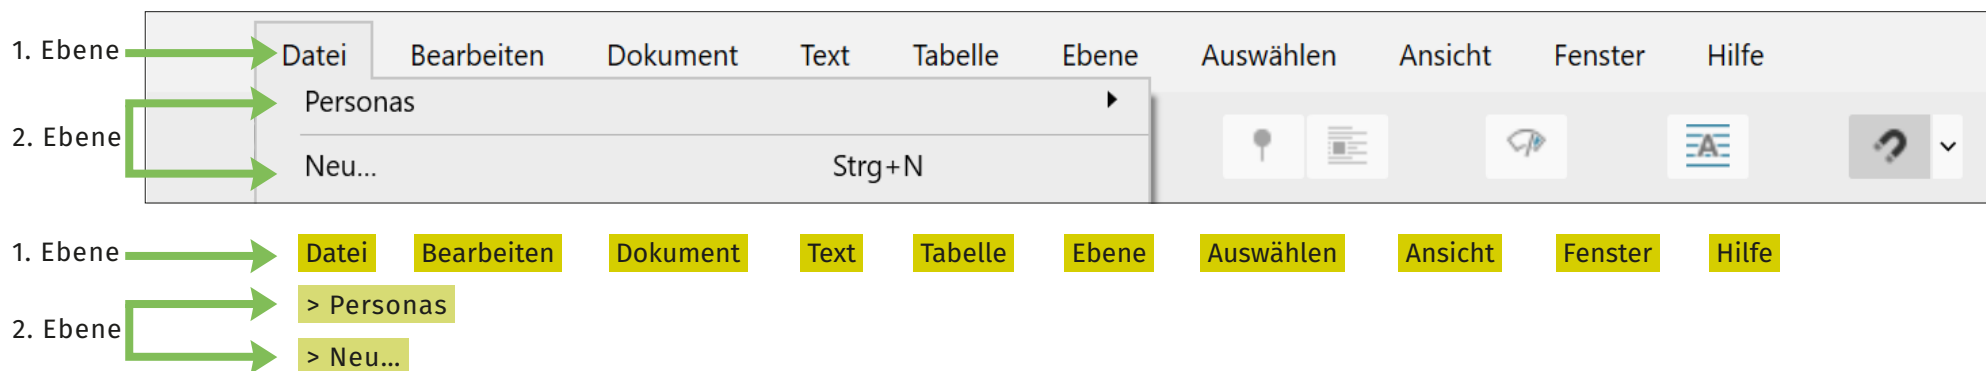 1. Ebene Datei Bearbeiten Dokument Text Tabelle Ebene Auswählen Ansicht Fenster Hilfe
Personas
2. Ebene
Neu... Strg+N
A
1. Ebene Datei Bearbeiten Dokument Text Tabelle Ebene Auswählen Ansicht Fenster Hilfe
> Personas
2. Ebene
> Neu...